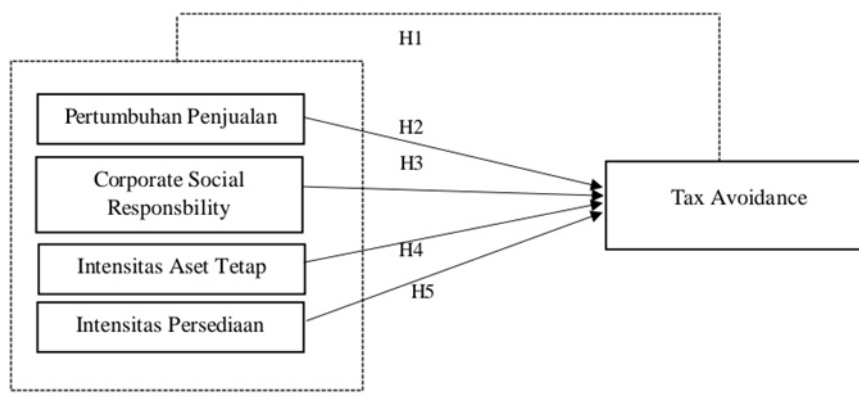 H1
Pertumbuhan Penjualan
H2
H3
Corporate Social
Responsbility
Tax Avoidance
H4
Intensitas Aset Tetap
H5
Intensitas Persediaan